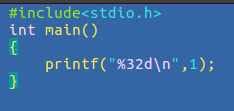 #include<stdio.h>
int main()
{
    printf("%32d\n",1);
}